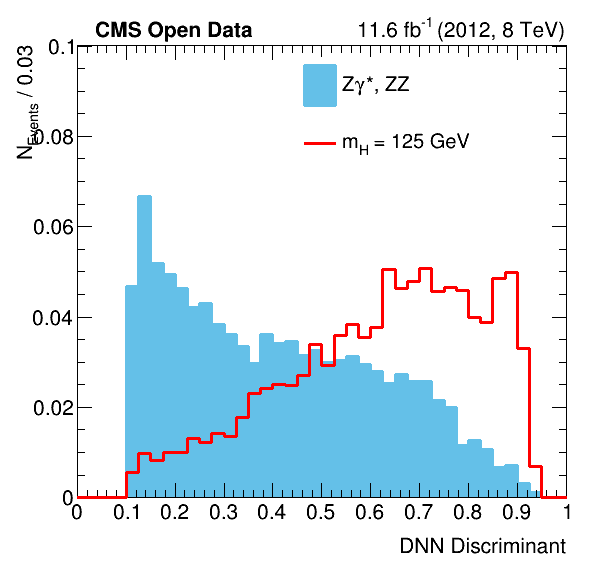 CMS Open Data 11.6 fb⁻¹ (2012, 8 TeV)
N_Events / 0.03
0.1
0.08
0.06
0.04
0.02
0
Zγ*, ZZ
m_H = 125 GeV
0 0.1 0.2 0.3 0.4 0.5 0.6 0.7 0.8 0.9 1
DNN Discriminant